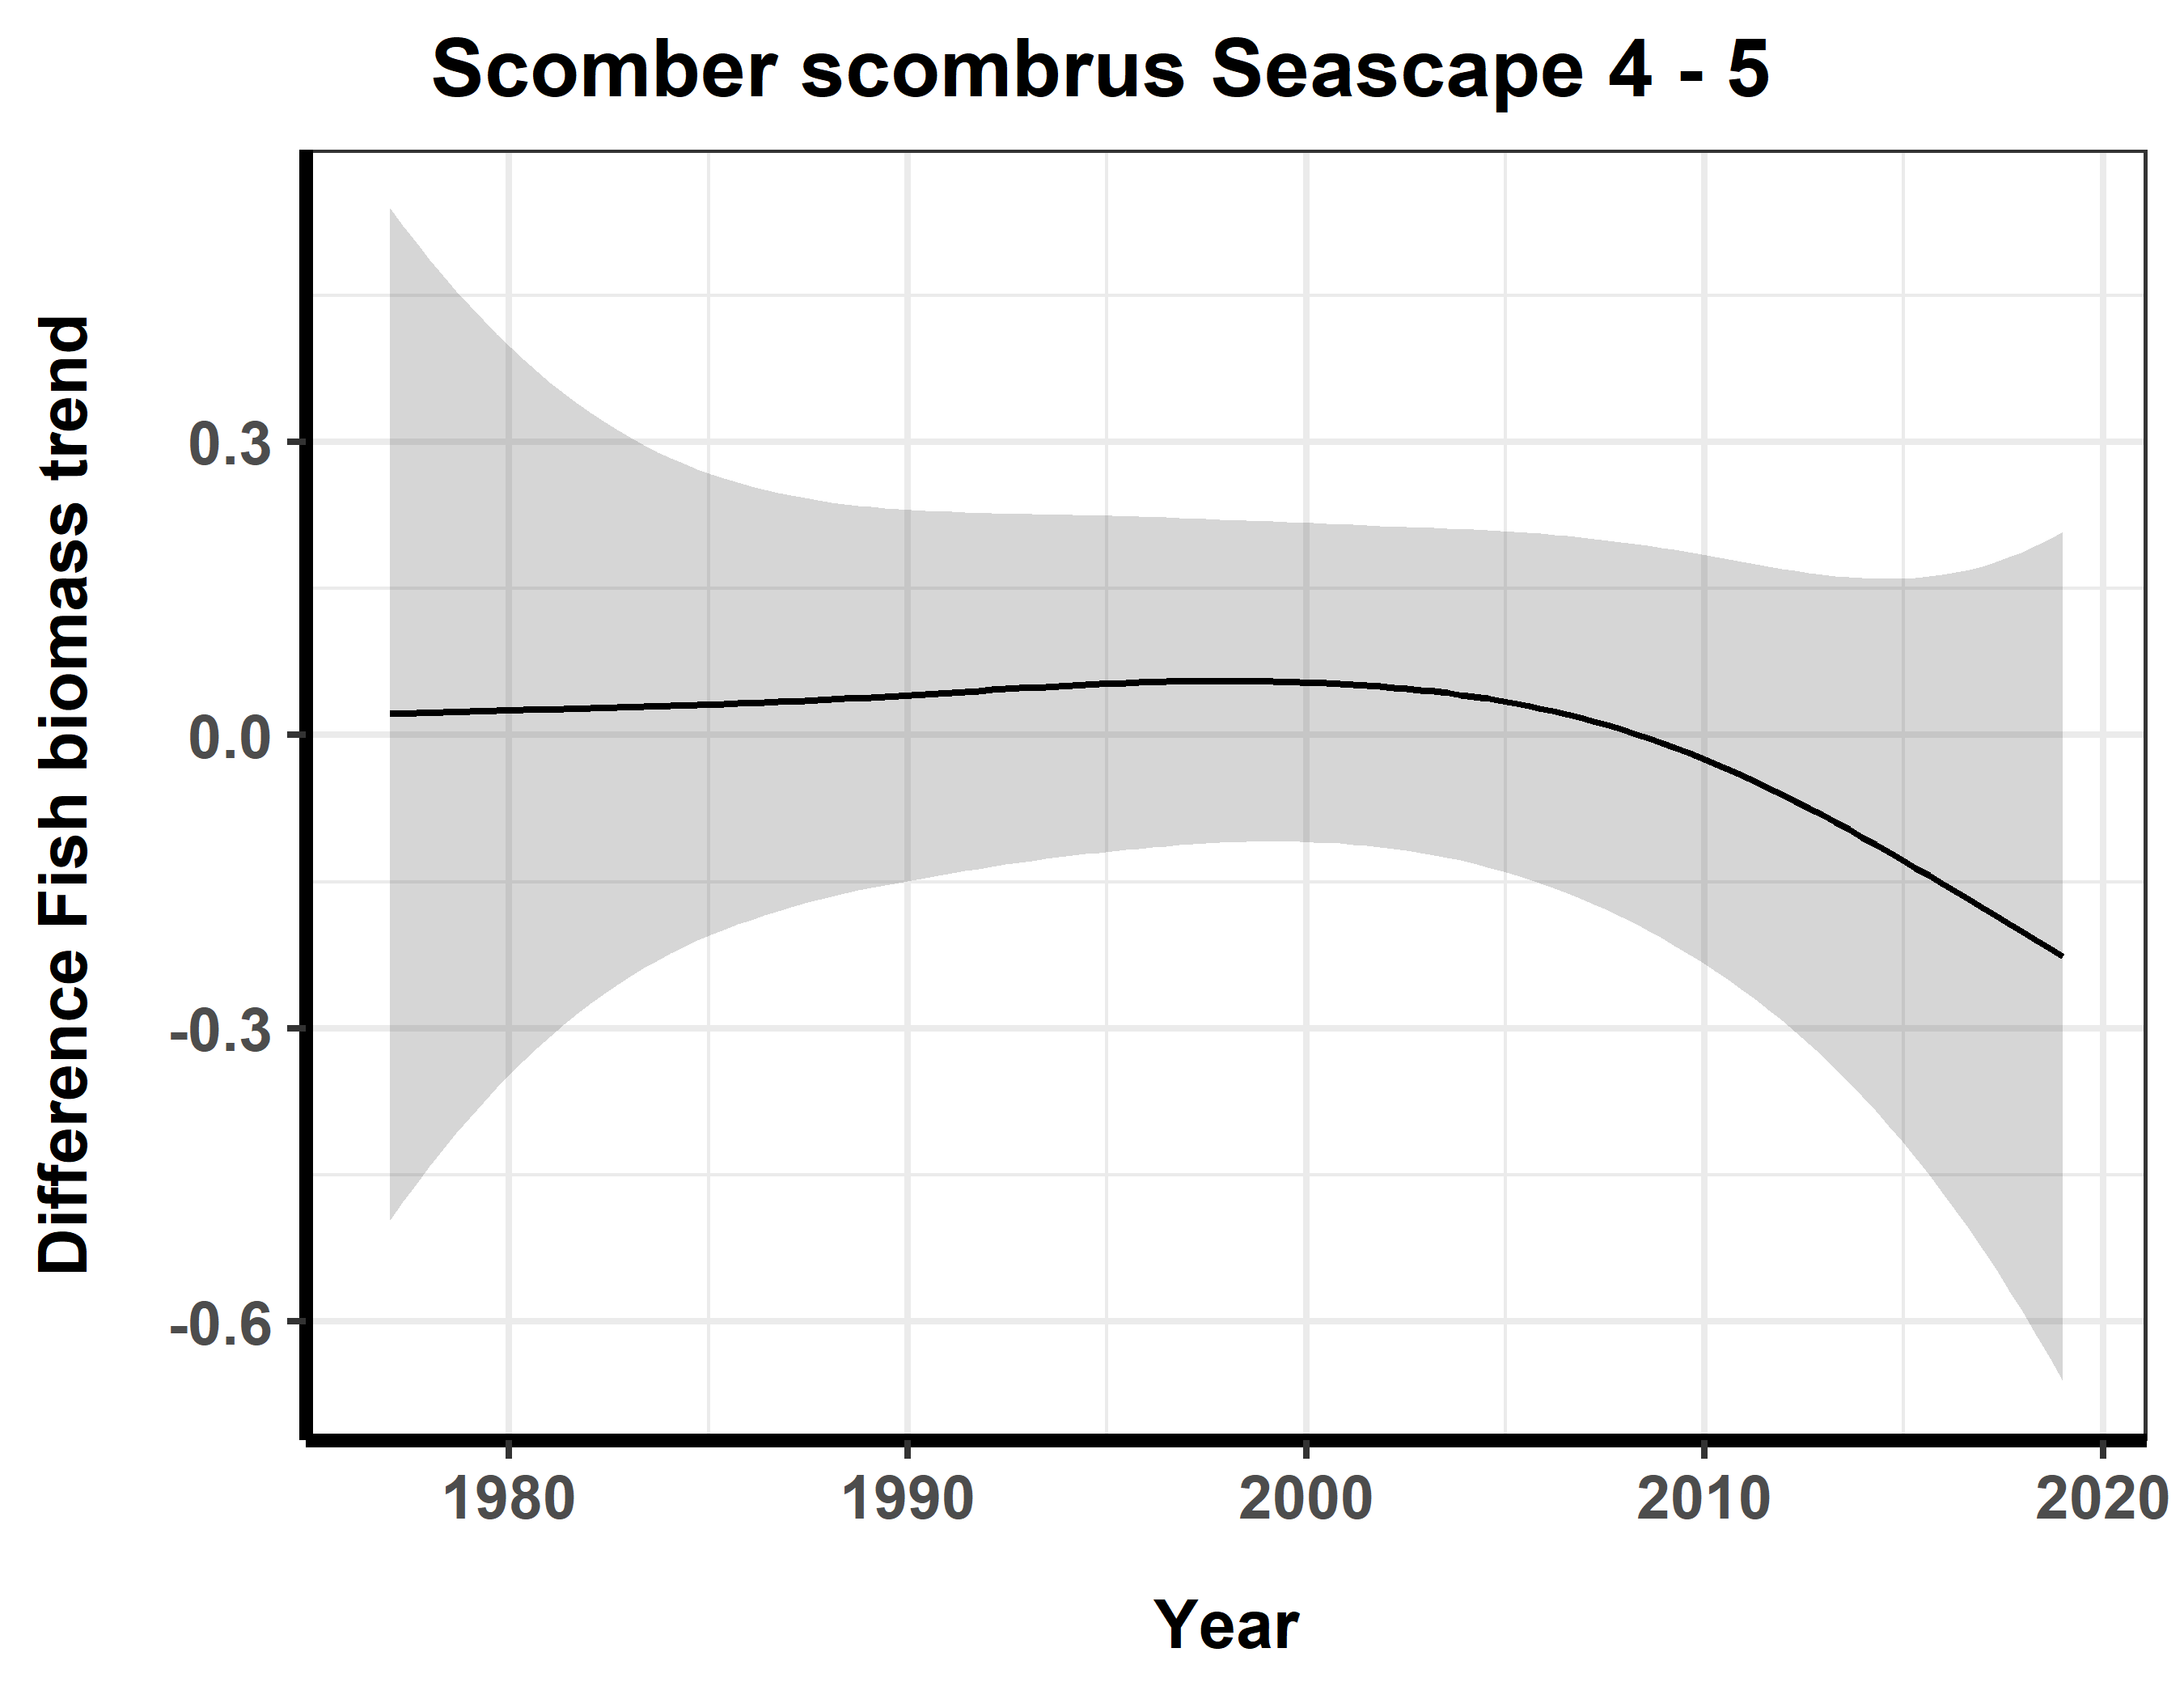 Scomber scombrus Seascape 4 - 5
Difference Fish biomass trend
0.3
0.0
-0.3
-0.6
1980 1990 2000 2010 2020
Year